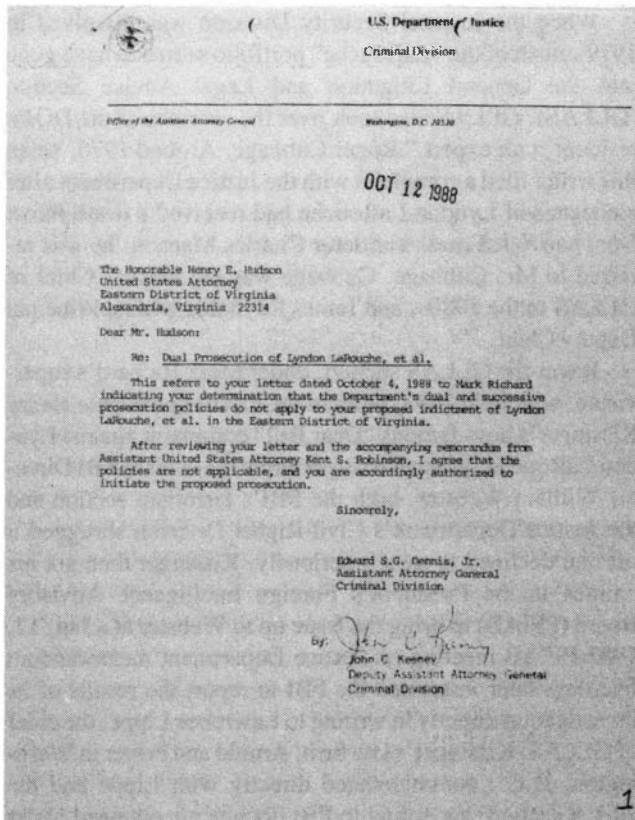 U.S. Department Justice
Criminal Division
Office of the Assistant Attorney General
Washington, D.C. 20530
OCT 12 1988
The Honorable Henry E. Hudson
United States Attorney
Eastern District of Virginia
Alexandria, Virginia 22314
Dear Mr. Hudson:
Re: Dual Prosecution of Lyndon LaRouche, et al.
This refers to your letter dated October 4, 1988 to Mark Richard
indicating your determination that the Department's dual and successive
prosecution policies do not apply to your proposed indictment of Lyndon
LaRouche, et al. in the Eastern District of Virginia.
After reviewing your letter and the accompanying memorandum from
Assistant United States Attorney Kent S. Robinson, I agree that the
policies are not applicable, and you are accordingly authorized to
initiate the proposed prosecution.
Sincerely,
Edward S.G. Dennis, Jr.
Assistant Attorney General
Criminal Division
by: John C Keeney
John C. Keeney
Deputy Assistant Attorney General
Criminal Division
1